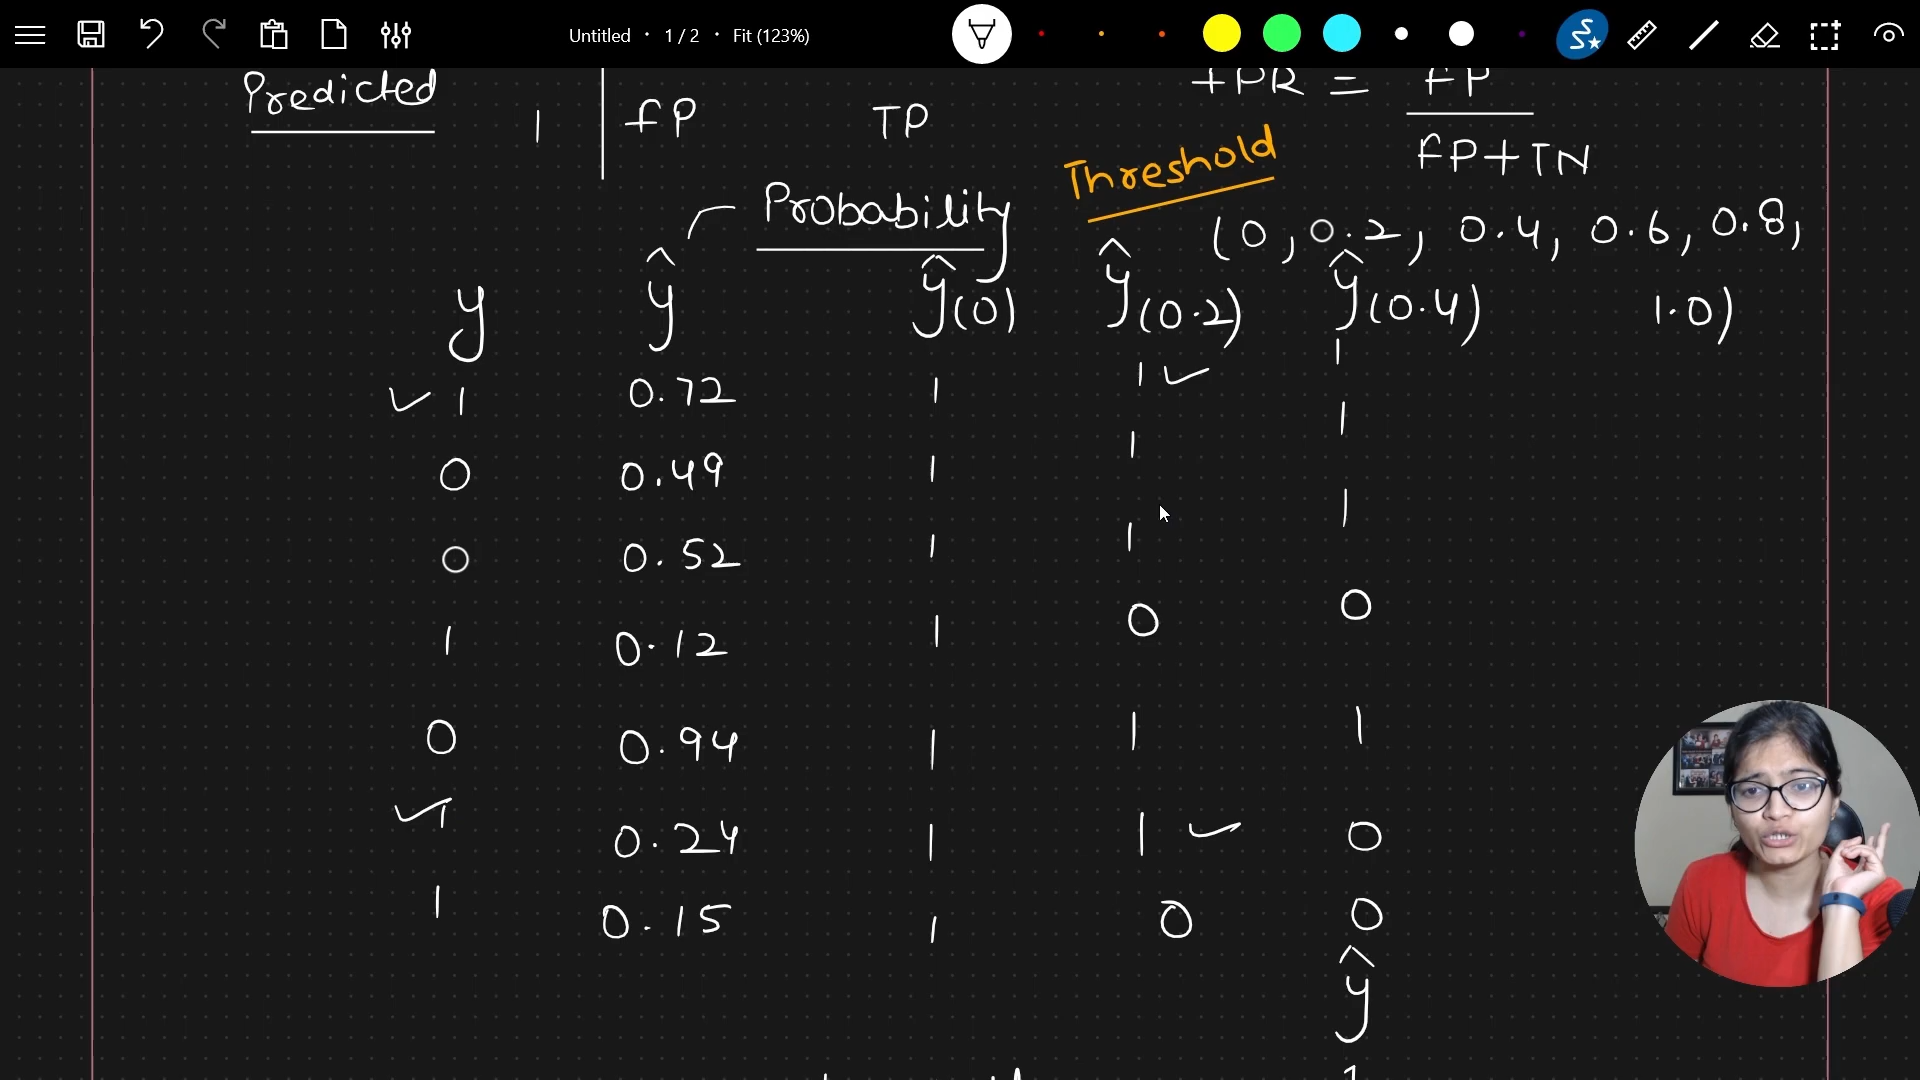 Untitled • 1 / 2 • Fit (123%)
Predicted 1 FP TP
FPR = FP
FP+TN
Threshold
Probability (0, 0.2, 0.4, 0.6, 0.8,
1.0)
y ŷ ŷ(0) ŷ(0.2) ŷ(0.4)
✓ 1 0.72 1 1 ✓ 1
0 0.49 1 1 1
0 0.52 1 1 1
1 0.12 1 0 0
0 0.94 1 1 1
✓ 1 0.24 1 1 ✓ 0
1 0.15 1 0 0
ŷ
1